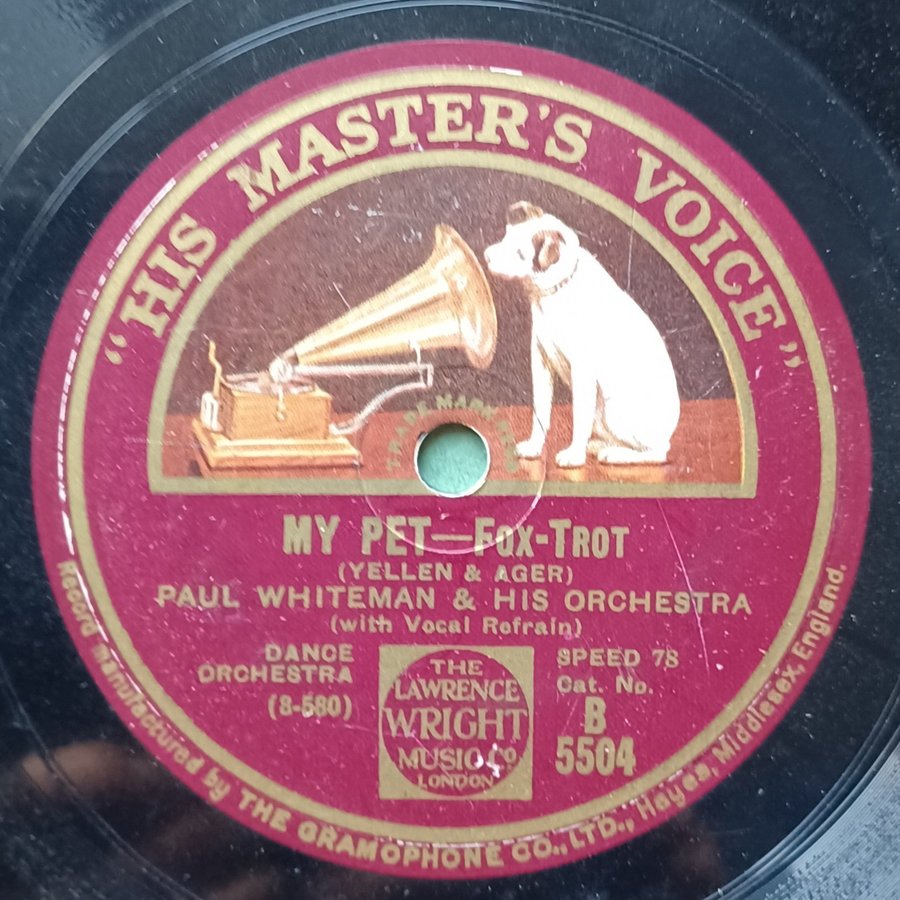 "HIS MASTER'S VOICE"
TRADE MARK
MY PET—FOX-TROT
(YELLEN & AGER)
PAUL WHITEMAN & HIS ORCHESTRA
(with Vocal Refrain)
DANCE
ORCHESTRA
(8-580)
THE
LAWRENCE
WRIGHT
MUSIC Co
LONDON
SPEED 78
Cat. No.
B
5504
Record manufactured by THE GRAMOPHONE CO., LTD., Hayes, Middlesex, England.